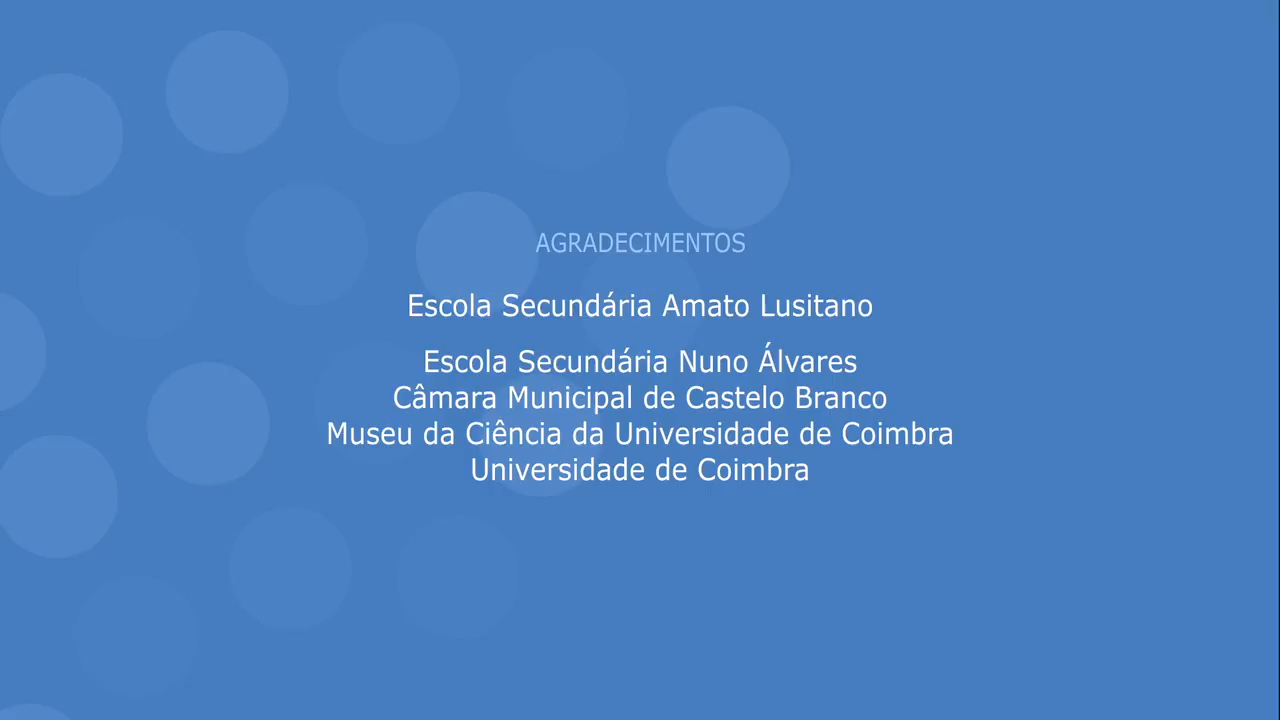 AGRADECIMENTOS
Escola Secundária Amato Lusitano
Escola Secundária Nuno Álvares
Câmara Municipal de Castelo Branco
Museu da Ciência da Universidade de Coimbra
Universidade de Coimbra